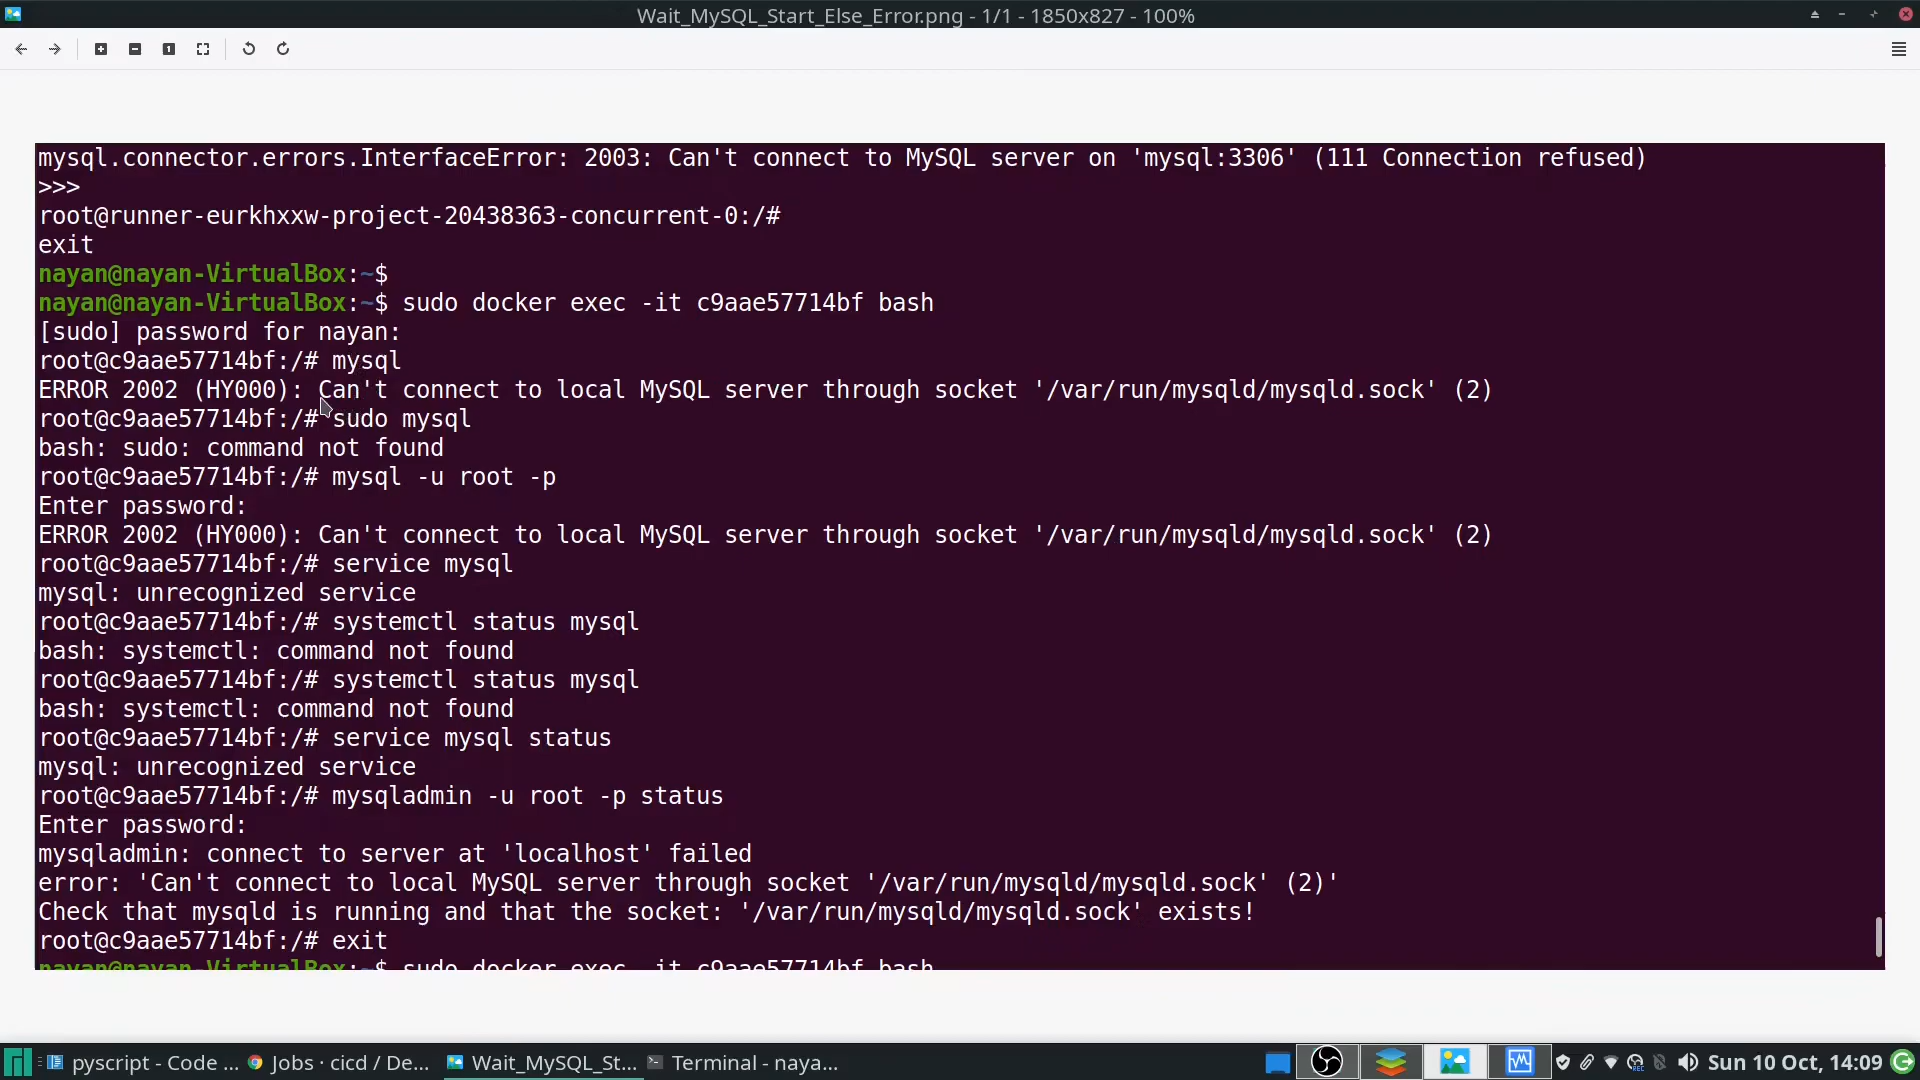 Wait_MySQL_Start_Else_Error.png - 1/1 - 1850x827 - 100%
mysql.connector.errors.InterfaceError: 2003: Can't connect to MySQL server on 'mysql:3306' (111 Connection refused)
>>>
root@runner-eurkhxxw-project-20438363-concurrent-0:/#
exit
nayan@nayan-VirtualBox:~$
nayan@nayan-VirtualBox:~$ sudo docker exec -it c9aae57714bf bash
[sudo] password for nayan:
root@c9aae57714bf:/# mysql
ERROR 2002 (HY000): Can't connect to local MySQL server through socket '/var/run/mysqld/mysqld.sock' (2)
root@c9aae57714bf:/# sudo mysql
bash: sudo: command not found
root@c9aae57714bf:/# mysql -u root -p
Enter password:
ERROR 2002 (HY000): Can't connect to local MySQL server through socket '/var/run/mysqld/mysqld.sock' (2)
root@c9aae57714bf:/# service mysql
mysql: unrecognized service
root@c9aae57714bf:/# systemctl status mysql
bash: systemctl: command not found
root@c9aae57714bf:/# systemctl status mysql
bash: systemctl: command not found
root@c9aae57714bf:/# service mysql status
mysql: unrecognized service
root@c9aae57714bf:/# mysqladmin -u root -p status
Enter password:
mysqladmin: connect to server at 'localhost' failed
error: 'Can't connect to local MySQL server through socket '/var/run/mysqld/mysqld.sock' (2)'
Check that mysqld is running and that the socket: '/var/run/mysqld/mysqld.sock' exists!
root@c9aae57714bf:/# exit
nayan@nayan-VirtualBox:~$ sudo docker exec -it c9aae57714bf bash
pyscript - Code ... Jobs · cicd / De... Wait_MySQL_St... Terminal - naya... Sun 10 Oct, 14:09